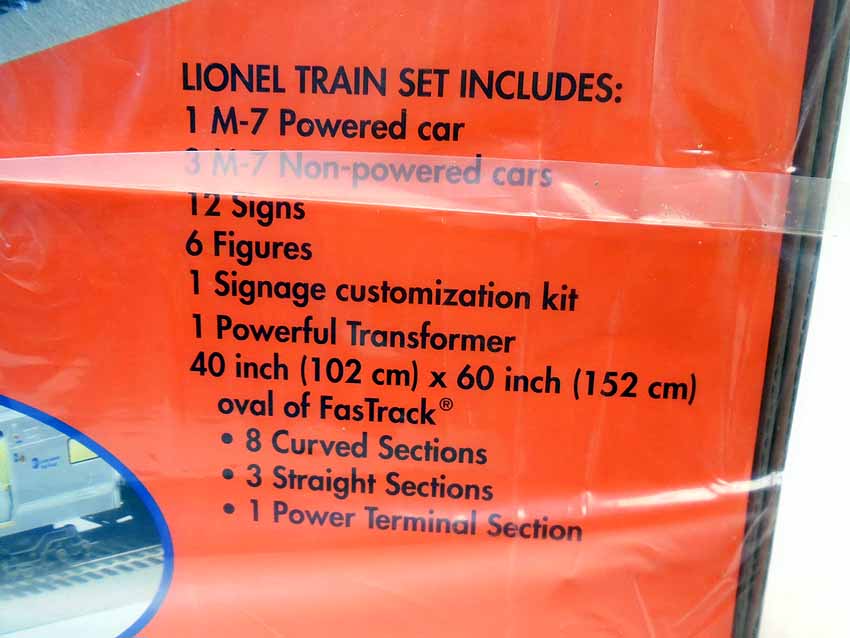 LIONEL TRAIN SET INCLUDES:
1 M-7 Powered car
3 M-7 Non-powered cars
12 Signs
6 Figures
1 Signage customization kit
1 Powerful Transformer
40 inch (102 cm) x 60 inch (152 cm)
oval of FasTrack®
• 8 Curved Sections
• 3 Straight Sections
• 1 Power Terminal Section